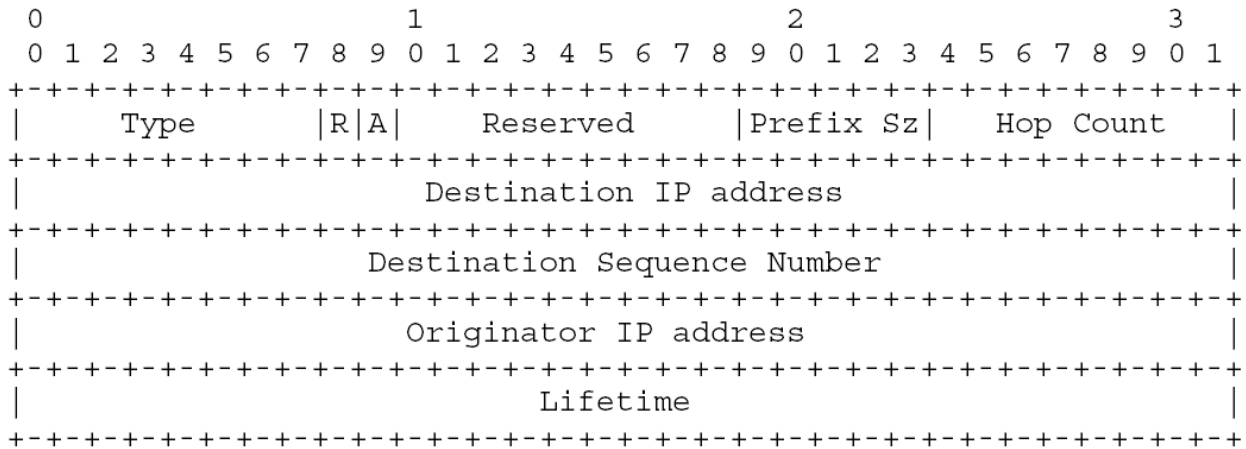 0                   1                   2                   3
 0 1 2 3 4 5 6 7 8 9 0 1 2 3 4 5 6 7 8 9 0 1 2 3 4 5 6 7 8 9 0 1
+-+-+-+-+-+-+-+-+-+-+-+-+-+-+-+-+-+-+-+-+-+-+-+-+-+-+-+-+-+-+-+-+
|     Type      |R|A|    Reserved     |Prefix Sz|   Hop Count   |
+-+-+-+-+-+-+-+-+-+-+-+-+-+-+-+-+-+-+-+-+-+-+-+-+-+-+-+-+-+-+-+-+
|                     Destination IP address                    |
+-+-+-+-+-+-+-+-+-+-+-+-+-+-+-+-+-+-+-+-+-+-+-+-+-+-+-+-+-+-+-+-+
|                  Destination Sequence Number                  |
+-+-+-+-+-+-+-+-+-+-+-+-+-+-+-+-+-+-+-+-+-+-+-+-+-+-+-+-+-+-+-+-+
|                    Originator IP address                      |
+-+-+-+-+-+-+-+-+-+-+-+-+-+-+-+-+-+-+-+-+-+-+-+-+-+-+-+-+-+-+-+-+
|                           Lifetime                            |
+-+-+-+-+-+-+-+-+-+-+-+-+-+-+-+-+-+-+-+-+-+-+-+-+-+-+-+-+-+-+-+-+